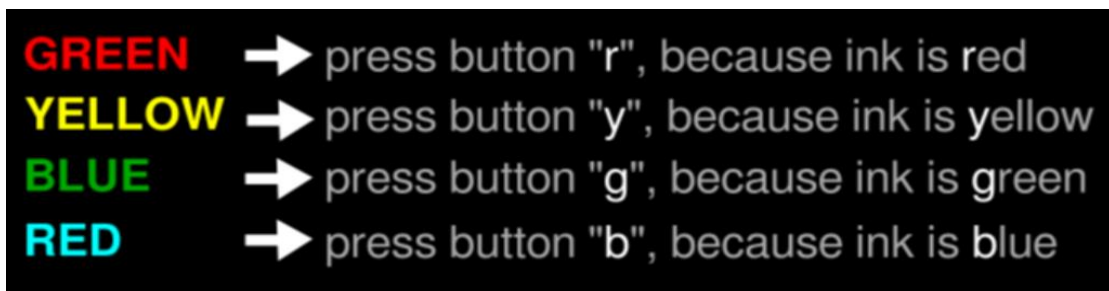 GREEN press button "r", because ink is red
YELLOW press button "y", because ink is yellow
BLUE press button "g", because ink is green
RED press button "b", because ink is blue